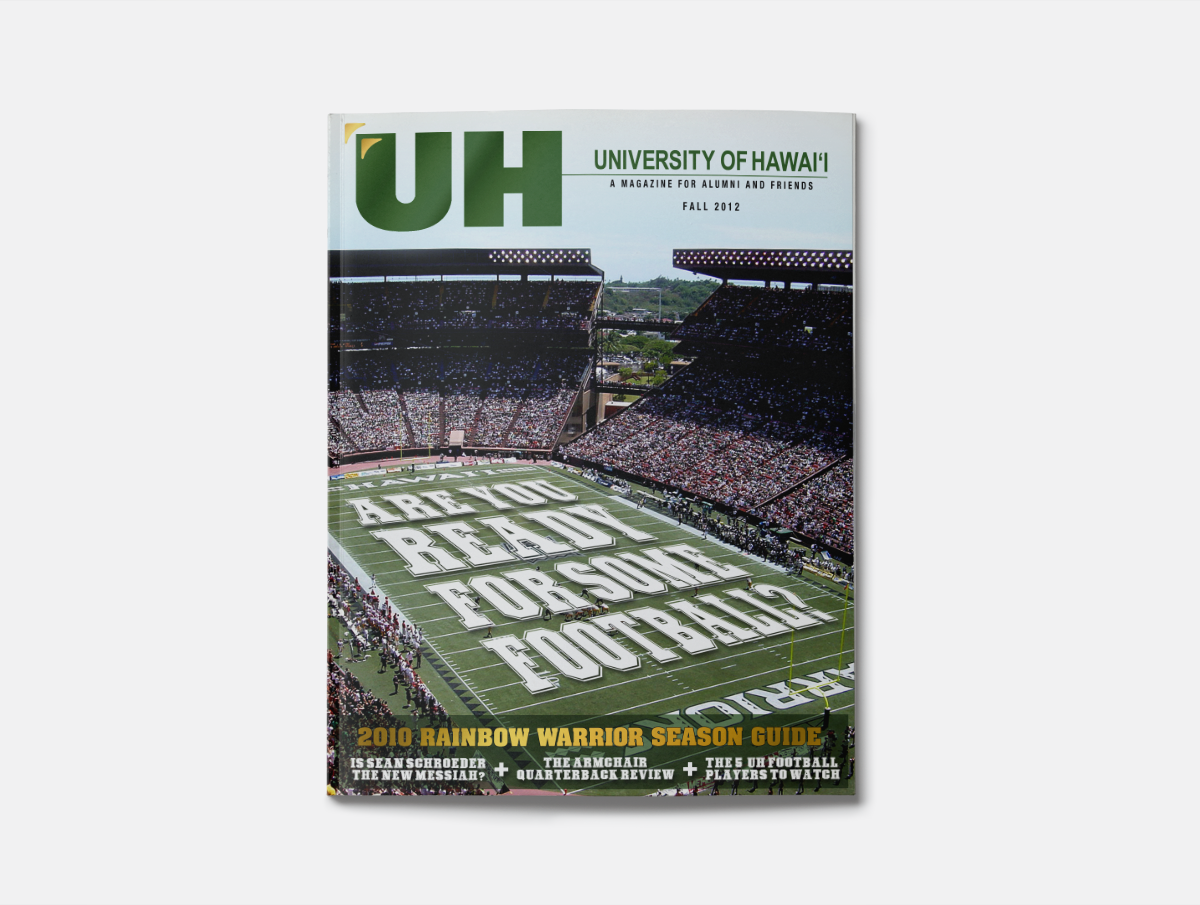 UH
UNIVERSITY OF HAWAI‘I
A MAGAZINE FOR ALUMNI AND FRIENDS
FALL 2012
HAWAI'I
ARE YOU
READY
FOR SOME
FOOTBALL?
2010 RAINBOW WARRIOR SEASON GUIDE
IS SEAN SCHROEDER
THE NEW MESSIAH?
+
THE ARMCHAIR
QUARTERBACK REVIEW
+
THE 5 UH FOOTBALL
PLAYERS TO WATCH